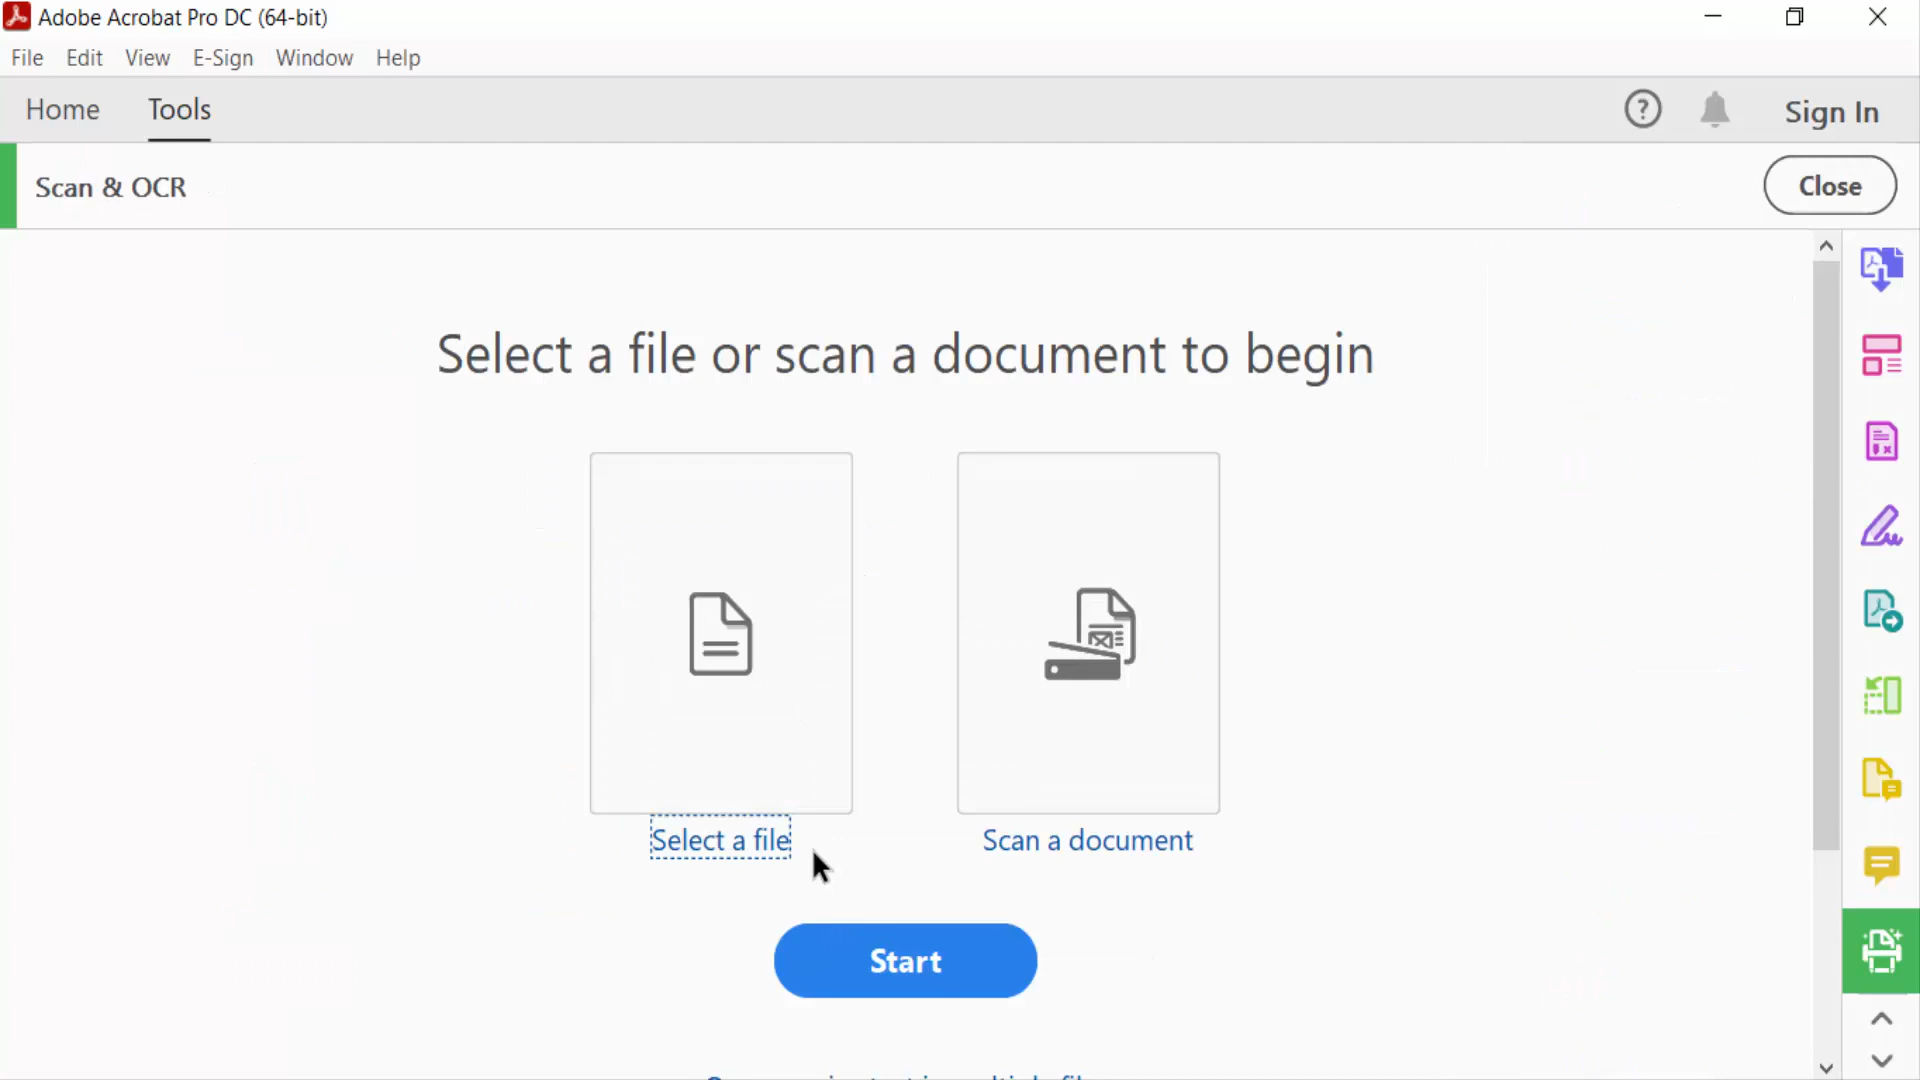 Adobe Acrobat Pro DC (64-bit)
File Edit View E-Sign Window Help
Home Tools Sign In
Scan & OCR Close
Select a file or scan a document to begin
Select a file Scan a document
Start